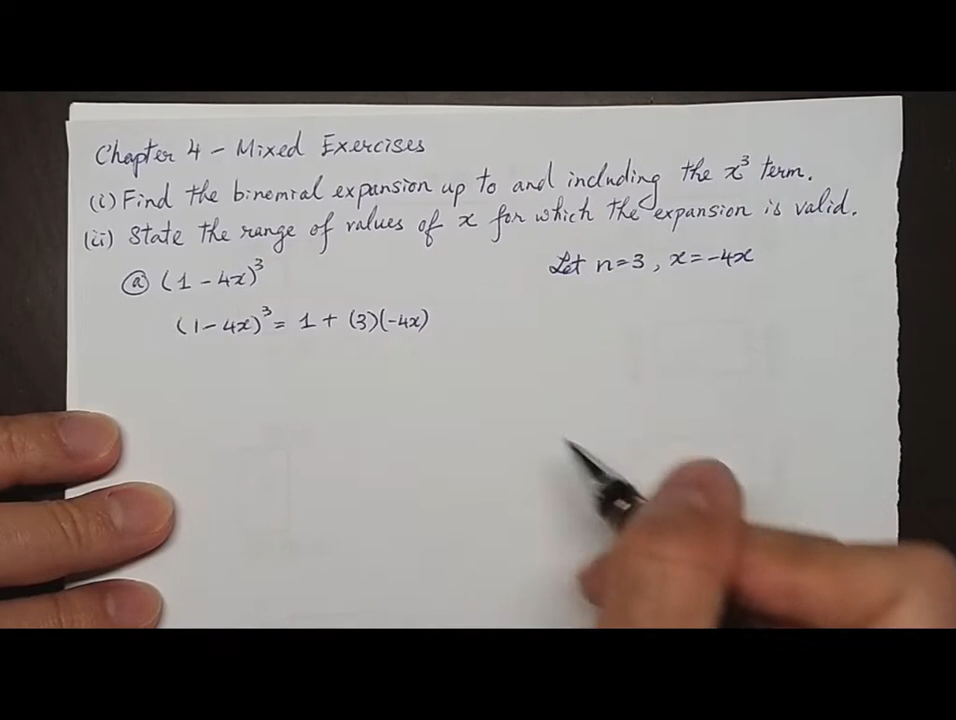 Chapter 4 - Mixed Exercises
(i) Find the binomial expansion up to and including the x³ term.
(ii) State the range of values of x for which the expansion is valid.
ⓐ (1 - 4x)³
Let n = 3, x = -4x
(1 - 4x)³ = 1 + (3)(-4x)